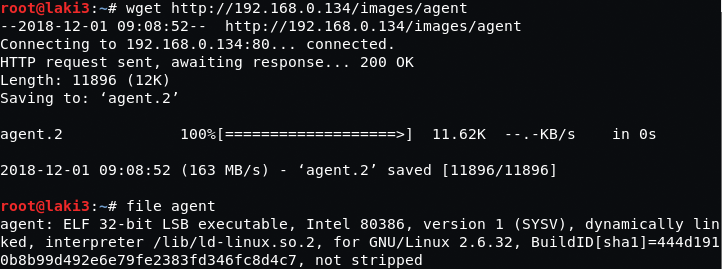 root@laki3:~# wget http://192.168.0.134/images/agent
--2018-12-01 09:08:52--  http://192.168.0.134/images/agent
Connecting to 192.168.0.134:80... connected.
HTTP request sent, awaiting response... 200 OK
Length: 11896 (12K)
Saving to: ‘agent.2’
agent.2             100%[===================>]  11.62K  --.-KB/s    in 0s
2018-12-01 09:08:52 (163 MB/s) - ‘agent.2’ saved [11896/11896]
root@laki3:~# file agent
agent: ELF 32-bit LSB executable, Intel 80386, version 1 (SYSV), dynamically lin
ked, interpreter /lib/ld-linux.so.2, for GNU/Linux 2.6.32, BuildID[sha1]=444d191
0b8b99d492e6e79fe2383fd346fc8d4c7, not stripped